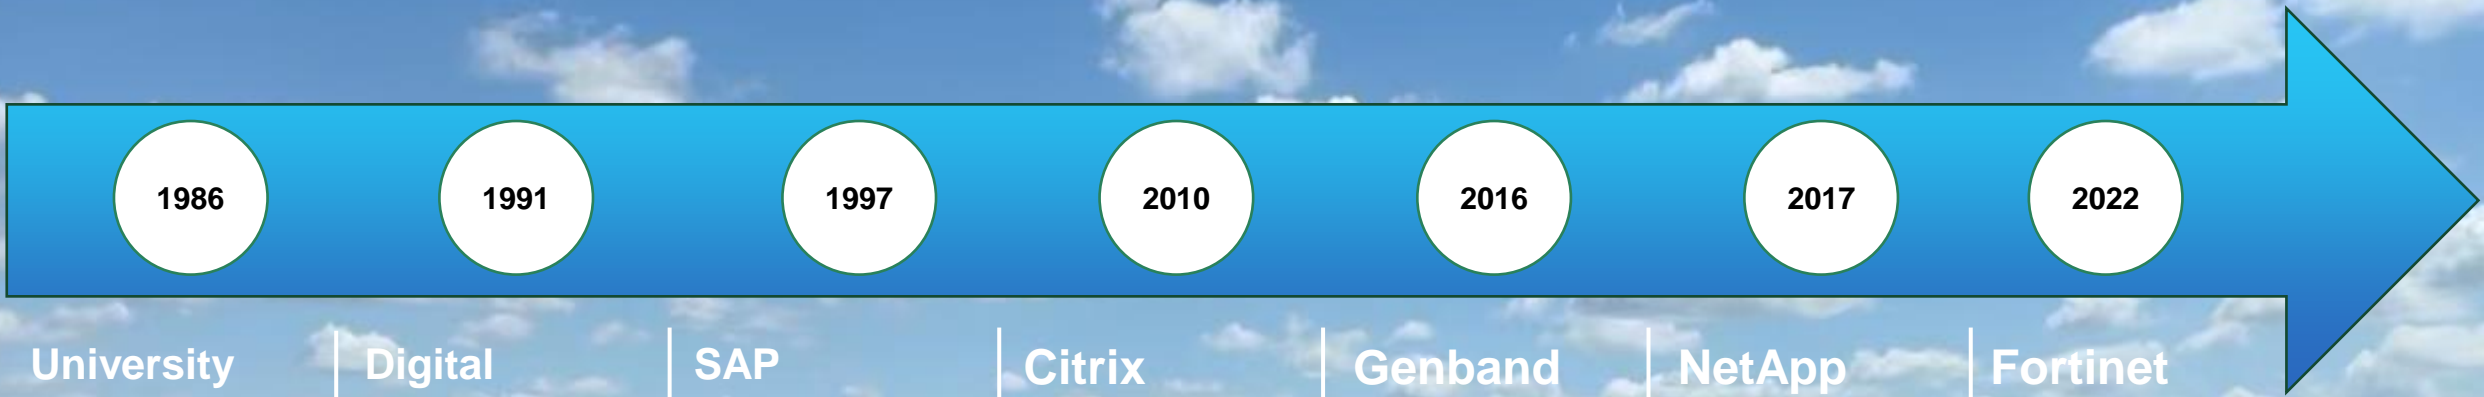 1986 1991 1997 2010 2016 2017 2022
University Digital SAP Citrix Genband NetApp Fortinet